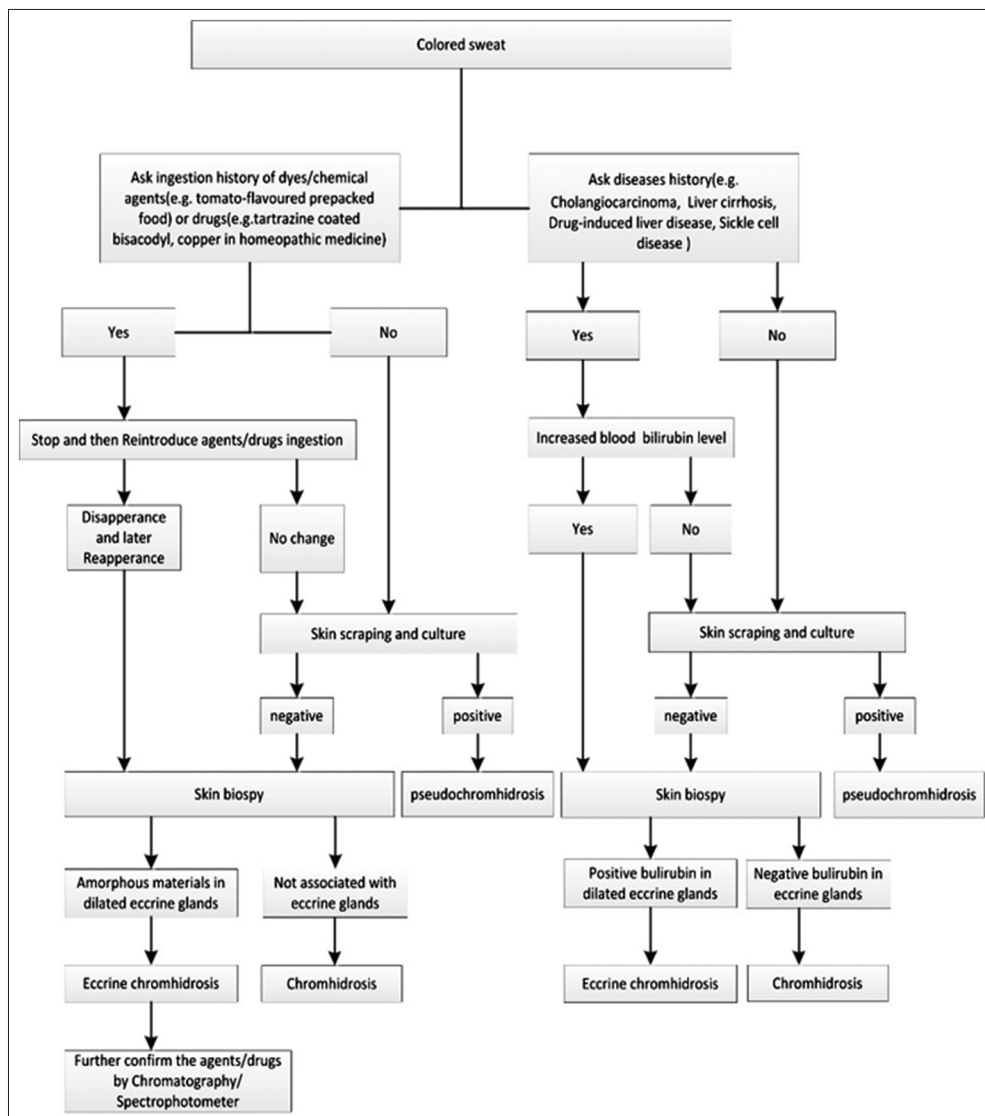 Colored sweat
Ask ingestion history of dyes/chemical
agents(e.g. tomato-flavoured prepacked
food) or drugs(e.g.tartrazine coated
bisacodyl, copper in homeopathic medicine)
Ask diseases history(e.g.
Cholangiocarcinoma, Liver cirrhosis,
Drug-induced liver disease, Sickle cell
disease )
Yes
No
Yes
No
Stop and then Reintroduce agents/drugs ingestion
Increased blood bilirubin level
Disapperance
and later
Reapperance
No change
Yes
No
Skin scraping and culture
Skin scraping and culture
negative
positive
negative
positive
Skin biospy
pseudochromhidrosis
Skin biospy
pseudochromhidrosis
Amorphous materials in
dilated eccrine glands
Not associated with
eccrine glands
Positive bulirubin in
dilated eccrine glands
Negative bulirubin in
eccrine glands
Eccrine chromhidrosis
Chromhidrosis
Eccrine chromhidrosis
Chromhidrosis
Further confirm the agents/drugs
by Chromatography/
Spectrophotometer